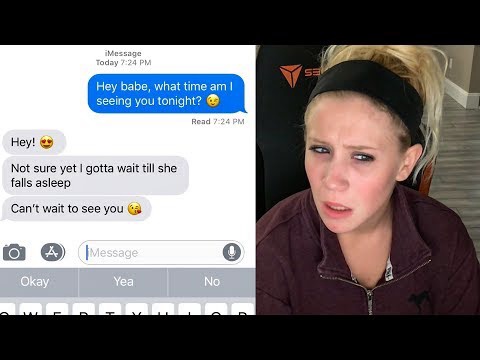 iMessage
Today 7:24 PM
Hey babe, what time am I
seeing you tonight? 😉
Read 7:24 PM
Hey! 😍
Not sure yet I gotta wait till she
falls asleep
Can't wait to see you 😘
iMessage
Okay Yea No